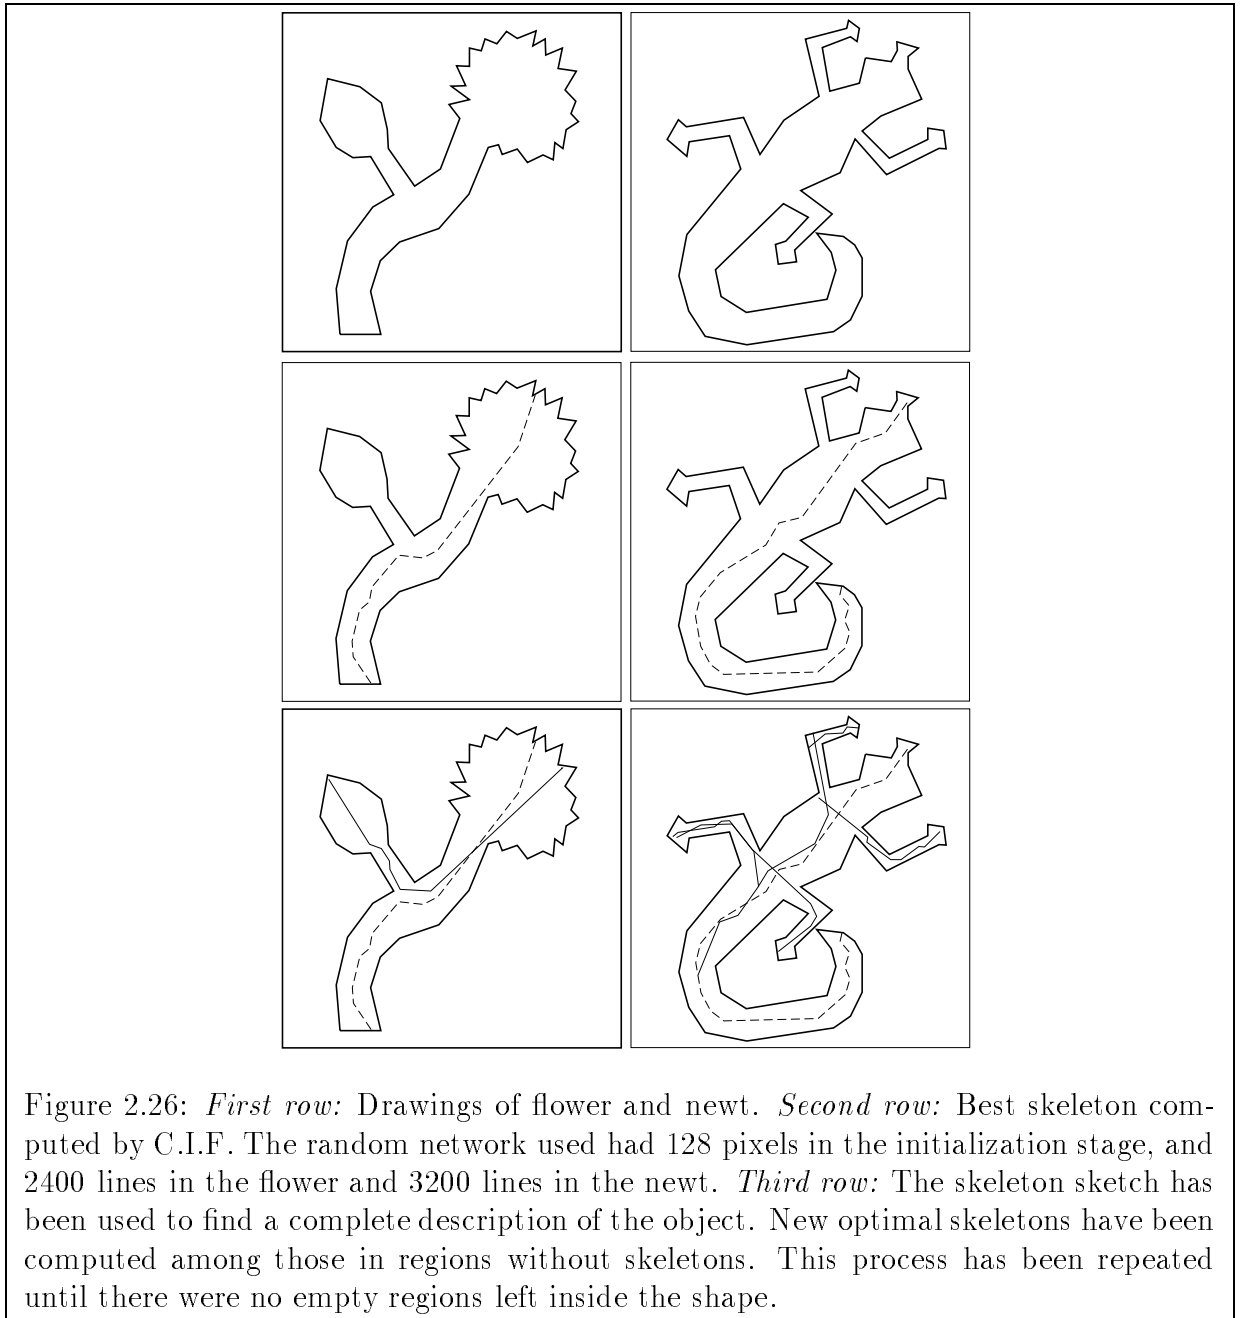 Figure 2.26: First row: Drawings of flower and newt. Second row: Best skeleton com-
puted by C.I.F. The random network used had 128 pixels in the initialization stage, and
2400 lines in the flower and 3200 lines in the newt. Third row: The skeleton sketch has
been used to find a complete description of the object. New optimal skeletons have been
computed among those in regions without skeletons. This process has been repeated
until there were no empty regions left inside the shape.